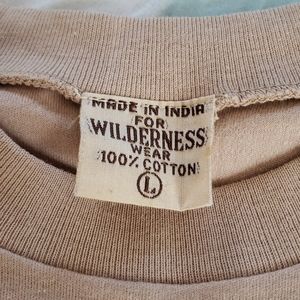 MADE IN INDIA
FOR
WILDERNESS
WEAR
100% COTTON
L